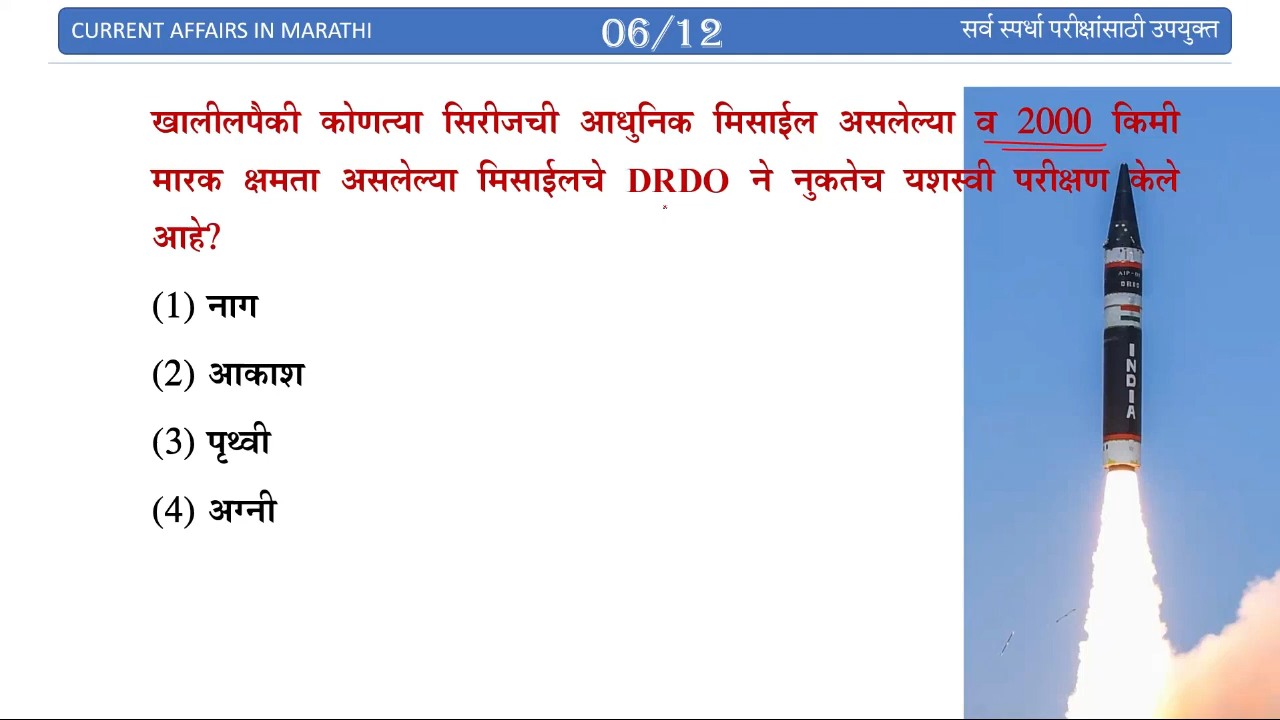 CURRENT AFFAIRS IN MARATHI
06/12
सर्व स्पर्धा परीक्षांसाठी उपयुक्त
खालीलपैकी कोणत्या सिरीजची आधुनिक मिसाईल असलेल्या व 2000 किमी
मारक क्षमता असलेल्या मिसाईलचे DRDO ने नुकतेच यशस्वी परीक्षण केले
आहे?
(1) नाग
(2) आकाश
(3) पृथ्वी
(4) अग्नी
DRDO
INDIA